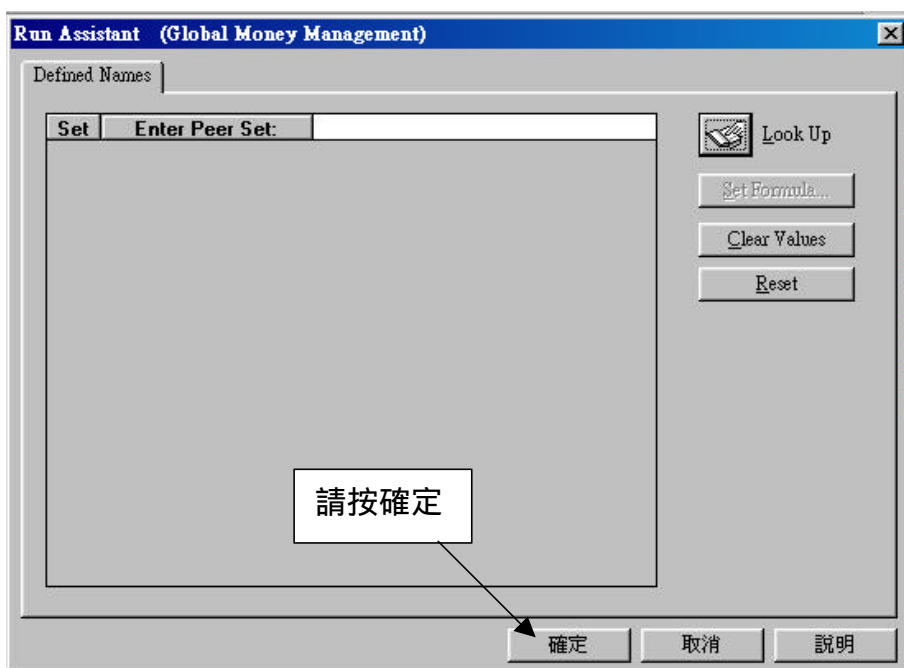 Run Assistant (Global Money Management)
Defined Names
Set Enter Peer Set:
Look Up
Set Formula...
Clear Values
Reset
請按確定
確定 取消 説明